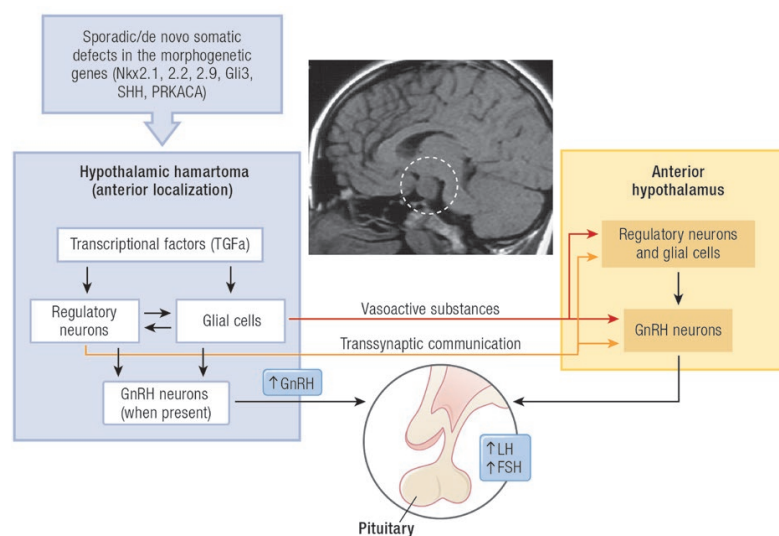 Sporadic/de novo somatic
defects in the morphogenetic
genes (Nkx2.1, 2.2, 2.9, Gli3,
SHH, PRKACA)
Hypothalamic hamartoma
(anterior localization)
Transcriptional factors (TGFa)
Regulatory
neurons
Glial cells
GnRH neurons
(when present)
↑GnRH
Vasoactive substances
Transsynaptic communication
Anterior
hypothalamus
Regulatory neurons
and glial cells
GnRH neurons
↑LH
↑FSH
Pituitary